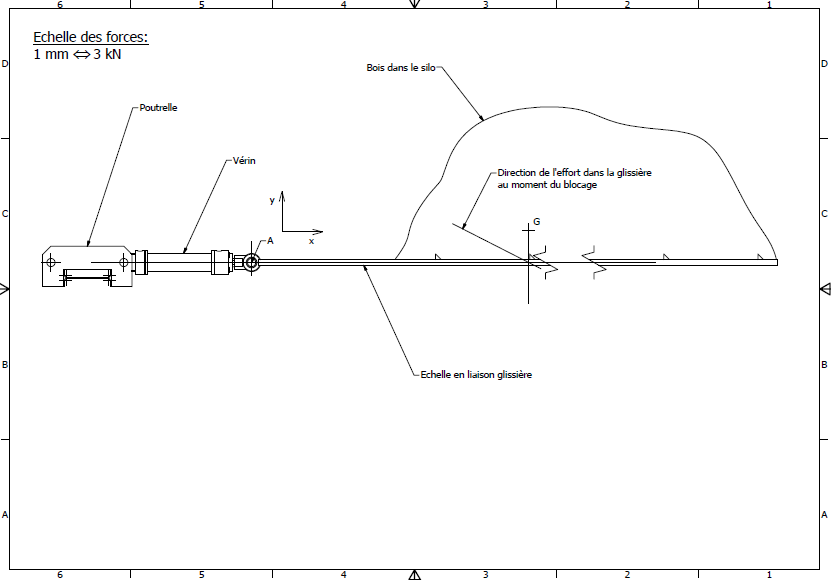 6 5 4 3 2 1
Echelle des forces:
1 mm ⇔ 3 kN
D
D
Bois dans le silo
Poutrelle
Vérin
Direction de l'effort dans la glissière
au moment du blocage
y
x
C
C
G
A
B
B
Echelle en liaison glissière
A
A
6 5 4 3 2 1